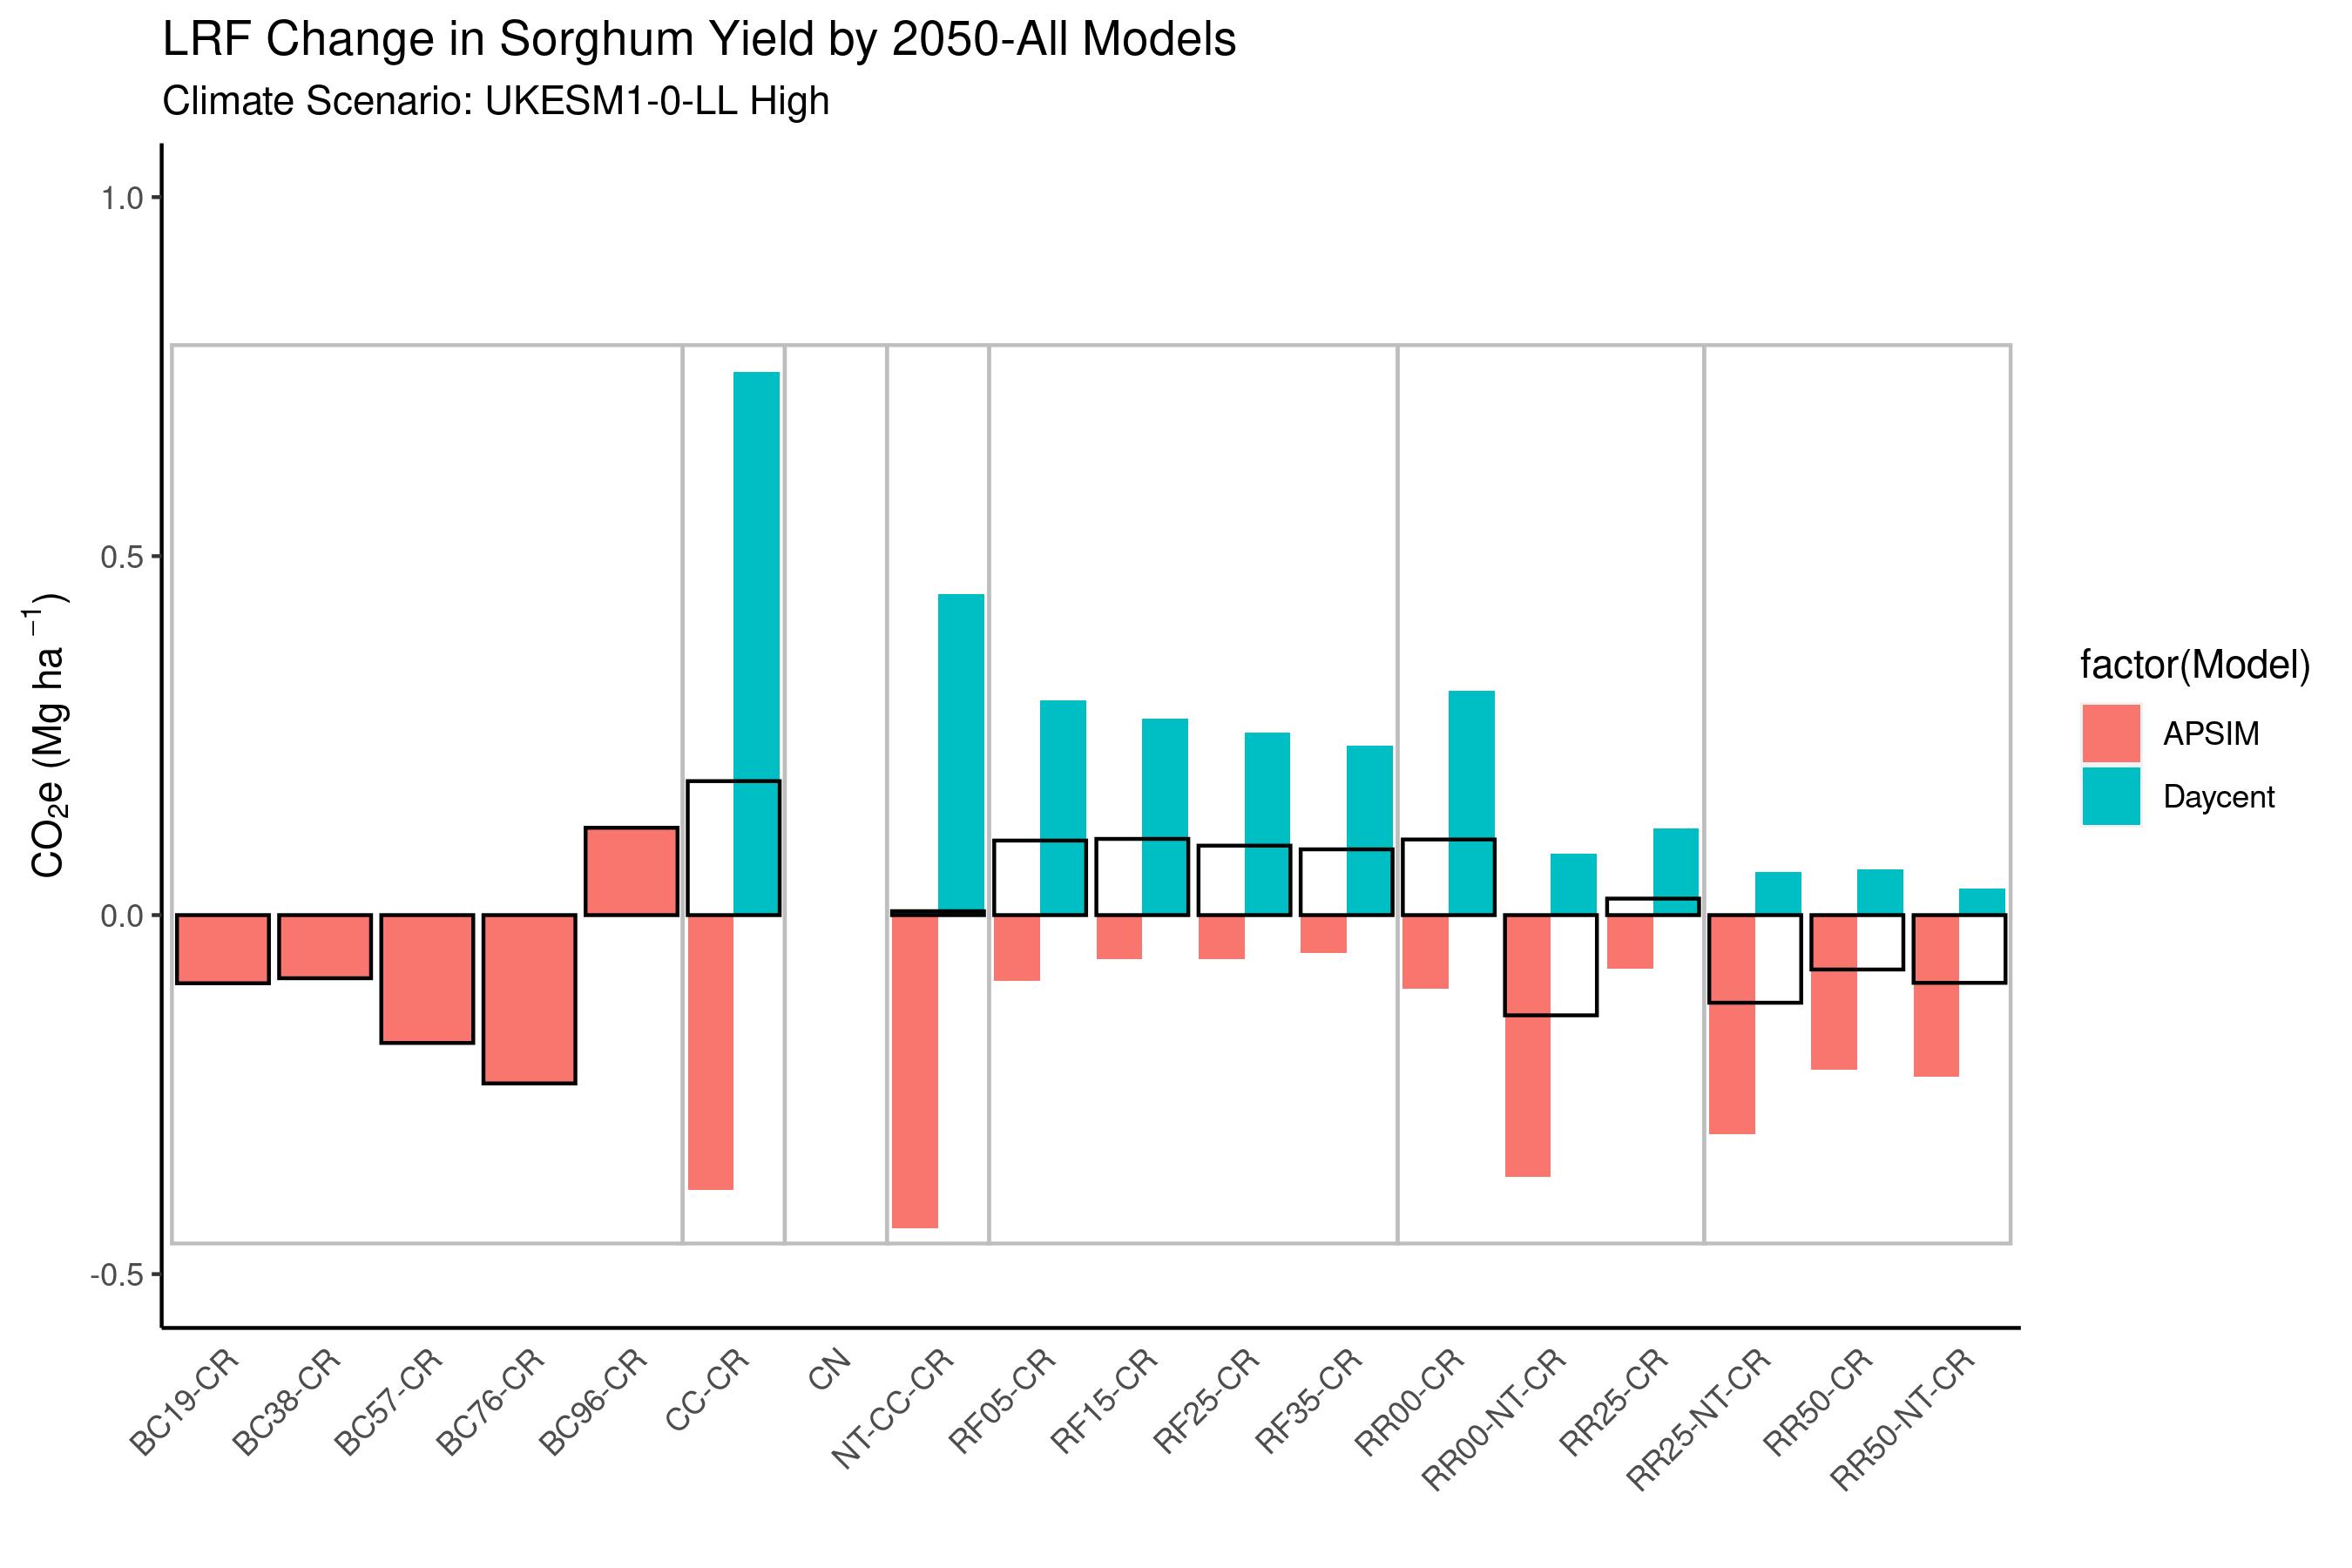 LRF Change in Sorghum Yield by 2050-All Models
Climate Scenario: UKESM1-0-LL High
CO₂e (Mg ha ⁻¹)
1.0
0.5
0.0
-0.5
BC19-CR
BC38-CR
BC57-CR
BC76-CR
BC96-CR
CC-CR
CN
NT-CC-CR
RF05-CR
RF15-CR
RF25-CR
RF35-CR
RR00-CR
RR00-NT-CR
RR25-CR
RR25-NT-CR
RR50-CR
RR50-NT-CR
factor(Model)
APSIM
Daycent